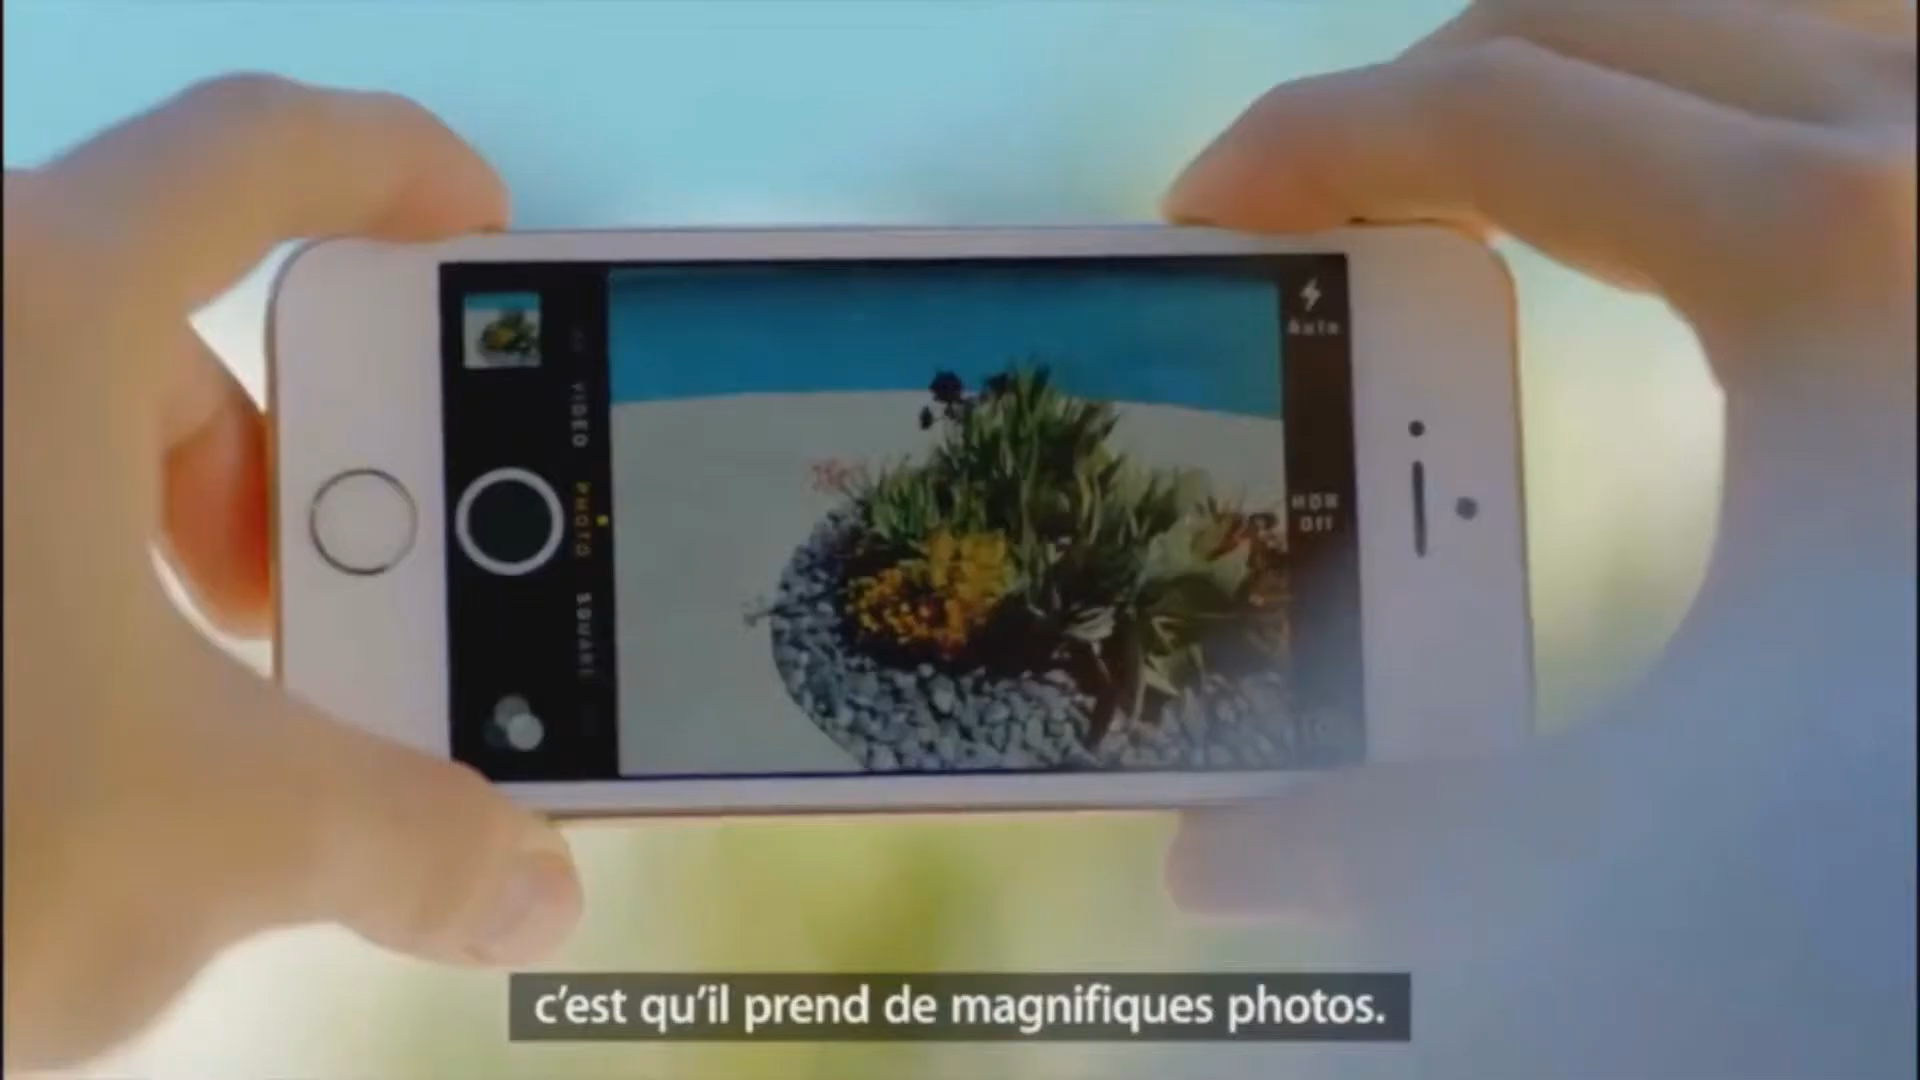 Auto
VIDEO
PHOTO
SQUARE
HDR
Off
c'est qu'il prend de magnifiques photos.